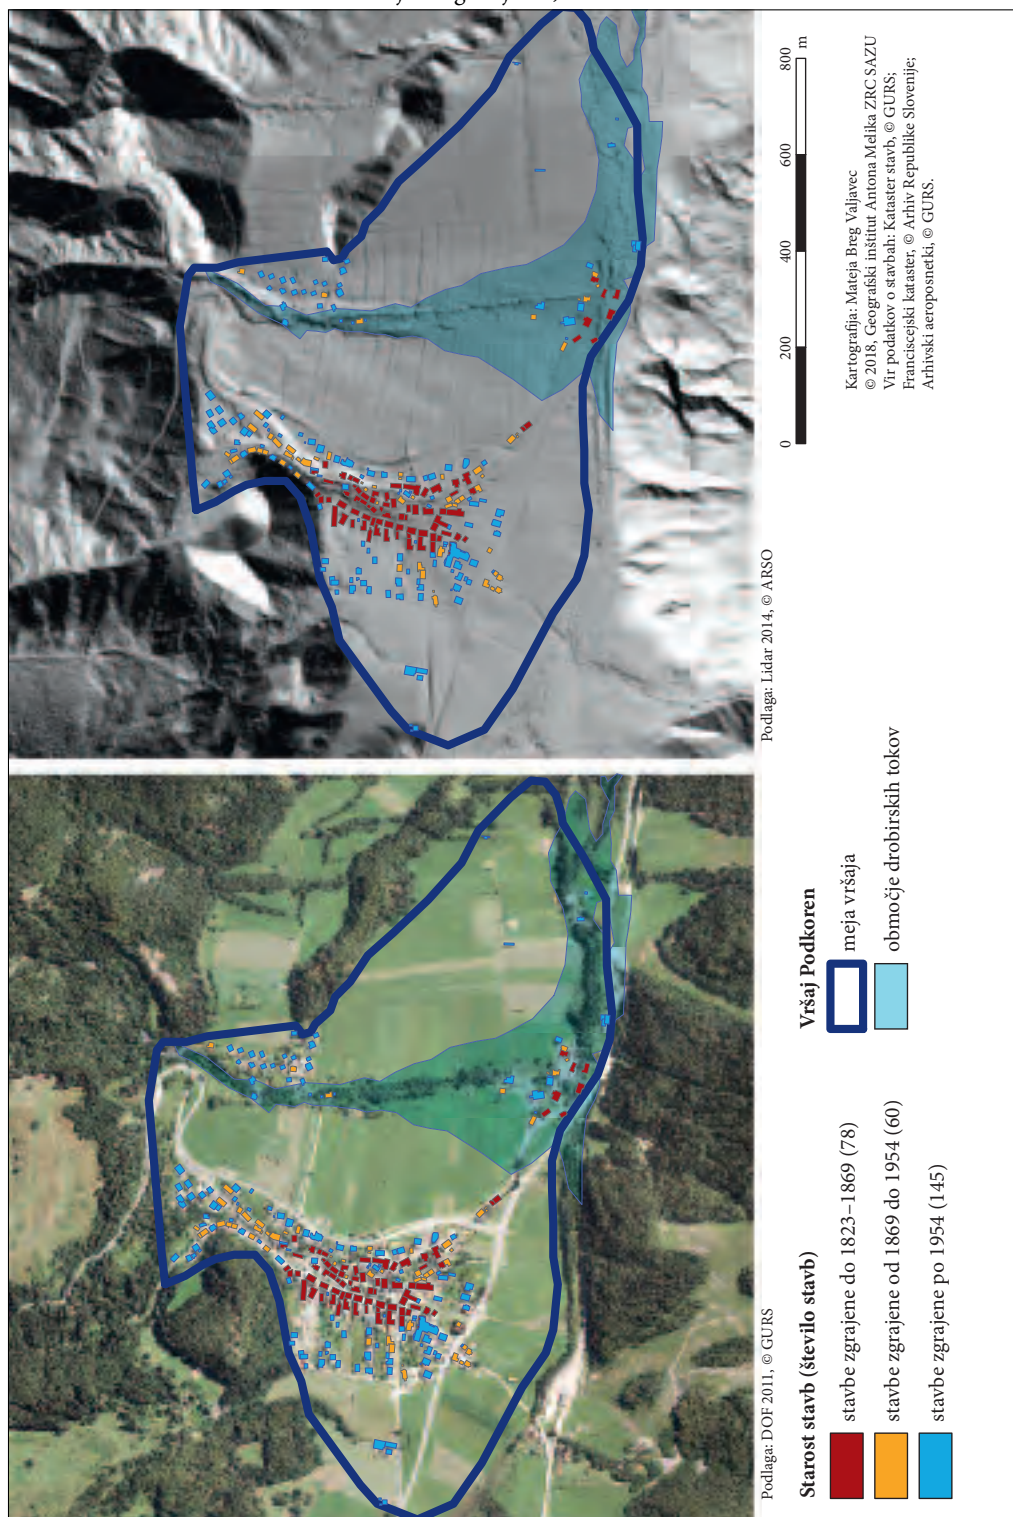 Podlaga: DOF 2011, © GURS
Podlaga: Lidar 2014, © ARSO
Starost stavb (število stavb)
stavbe zgrajene do 1823–1869 (78)
stavbe zgrajene od 1869 do 1954 (60)
stavbe zgrajene po 1954 (145)
Vršaj Podkoren
meja vršaja
območje drobirskih tokov
0 200 400 600 800
m
Kartografija: Mateja Breg Valjavec
© 2018, Geografski inštitut Antona Melika ZRC SAZU
Vir podatkov o stavbah: Kataster stavb, © GURS;
Franciscejski kataster, © Arhiv Republike Slovenije;
Arhivski aeroposnetki, © GURS.